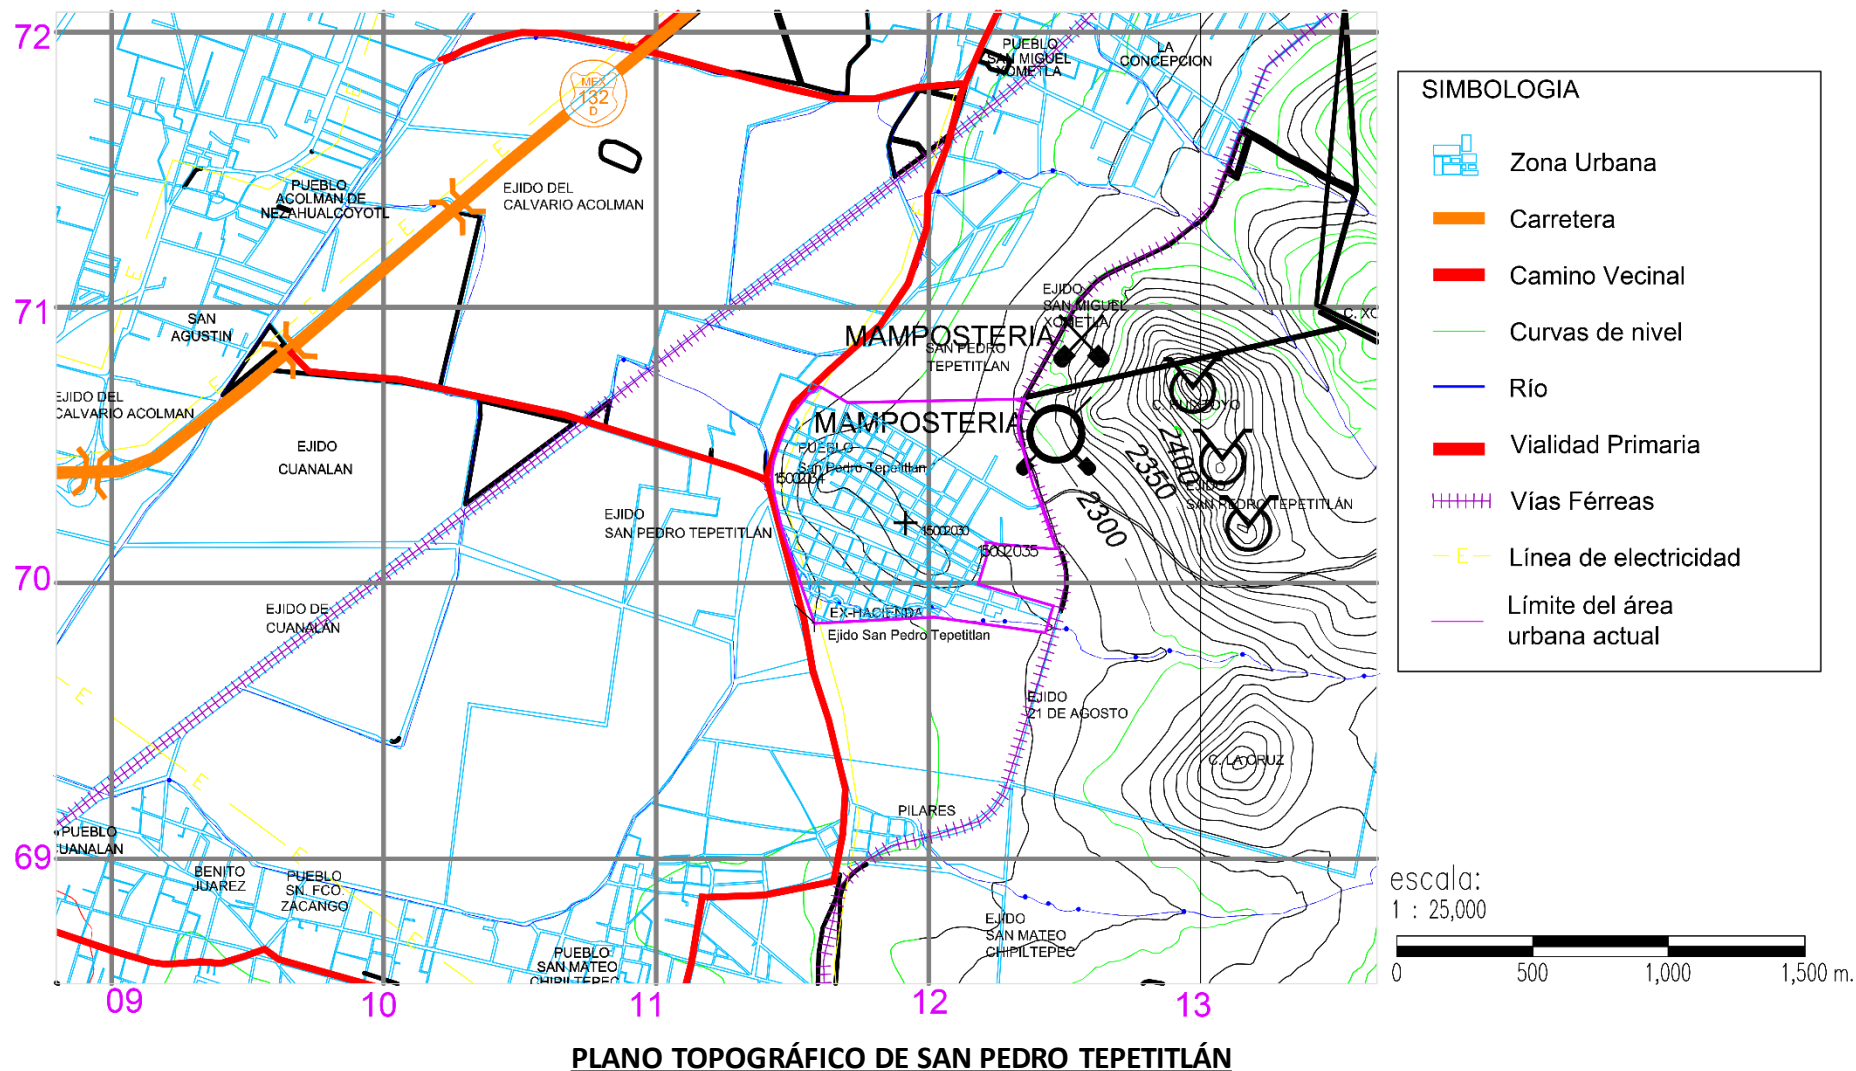 72
71
70
69
09
10
11
12
13
MEX
132
D
PUEBLO
SAN MIGUEL
XOMETLA
LA
CONCEPCION
PUEBLO
ACOLMAN DE
NEZAHUALCOYOTL
EJIDO DEL
CALVARIO ACOLMAN
E
E
E
E
E
SAN
AGUSTIN
EJIDO DEL
CALVARIO ACOLMAN
EJIDO
CUANALAN
EJIDO
SAN MIGUEL
XOMETLA
MAMPOSTERIA
SAN PEDRO
TEPETITLAN
C. XO
MAMPOSTERIA
PUEBLO
San Pedro Tepetitlan
2400
2350
2300
EJIDO
SAN PEDRO TEPETITLÁN
EJIDO
SAN PEDRO TEPETITLÁN
EJIDO DE
CUANALÁN
EX-HACIENDA
Ejido San Pedro Tepetitlan
EJIDO
21 DE AGOSTO
C. LA CRUZ
E
E
E
E
PILARES
PUEBLO
CUANALAN
BENITO
JUAREZ
PUEBLO
SN. FCO.
ZACANGO
PUEBLO
SAN MATEO
CHIPILTEPEC
EJIDO
SAN MATEO
CHIPILTEPEC
SIMBOLOGIA
Zona Urbana
Carretera
Camino Vecinal
Curvas de nivel
Río
Vialidad Primaria
Vías Férreas
E
Línea de electricidad
Límite del área
urbana actual
escala:
1 : 25,000
0 500 1,000 1,500 m.
PLANO TOPOGRÁFICO DE SAN PEDRO TEPETITLÁN